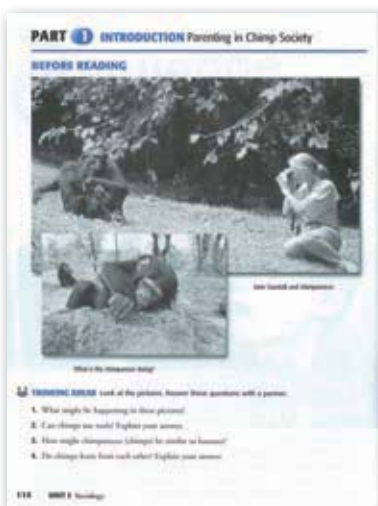 PART 1 INTRODUCTION Parenting in Chimp Society
BEFORE READING
Jane Goodall and chimpanzees
What is the chimpanzee doing?
THINKING AHEAD Look at the pictures. Answer these questions with a partner.
1. What might be happening in these pictures?
2. Can chimps use tools? Explain your answer.
3. How might chimpanzees (chimps) be similar to humans?
4. Do chimps learn from each other? Explain your answer.
114 UNIT 5 Sociology